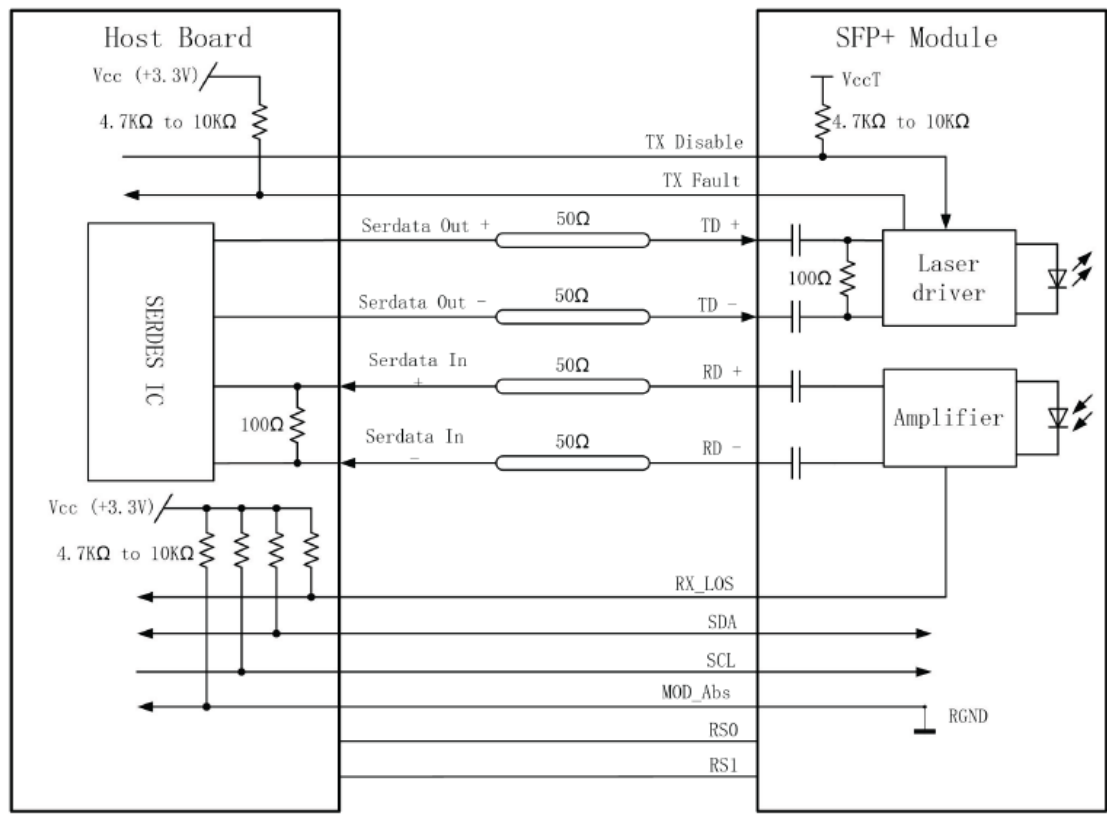 Host Board
SFP+ Module
Vcc (+3.3V)
VccT
4.7KΩ to 10KΩ
4.7KΩ to 10KΩ
TX Disable
TX Fault
Serdata Out +
50Ω
TD +
100Ω
Laser
driver
SERDES IC
Serdata Out -
50Ω
TD -
Serdata In
+
50Ω
RD +
100Ω
Amplifier
Serdata In
-
50Ω
RD -
Vcc (+3.3V)
4.7KΩ to 10KΩ
RX_LOS
SDA
SCL
MOD_Abs
RGND
RS0
RS1